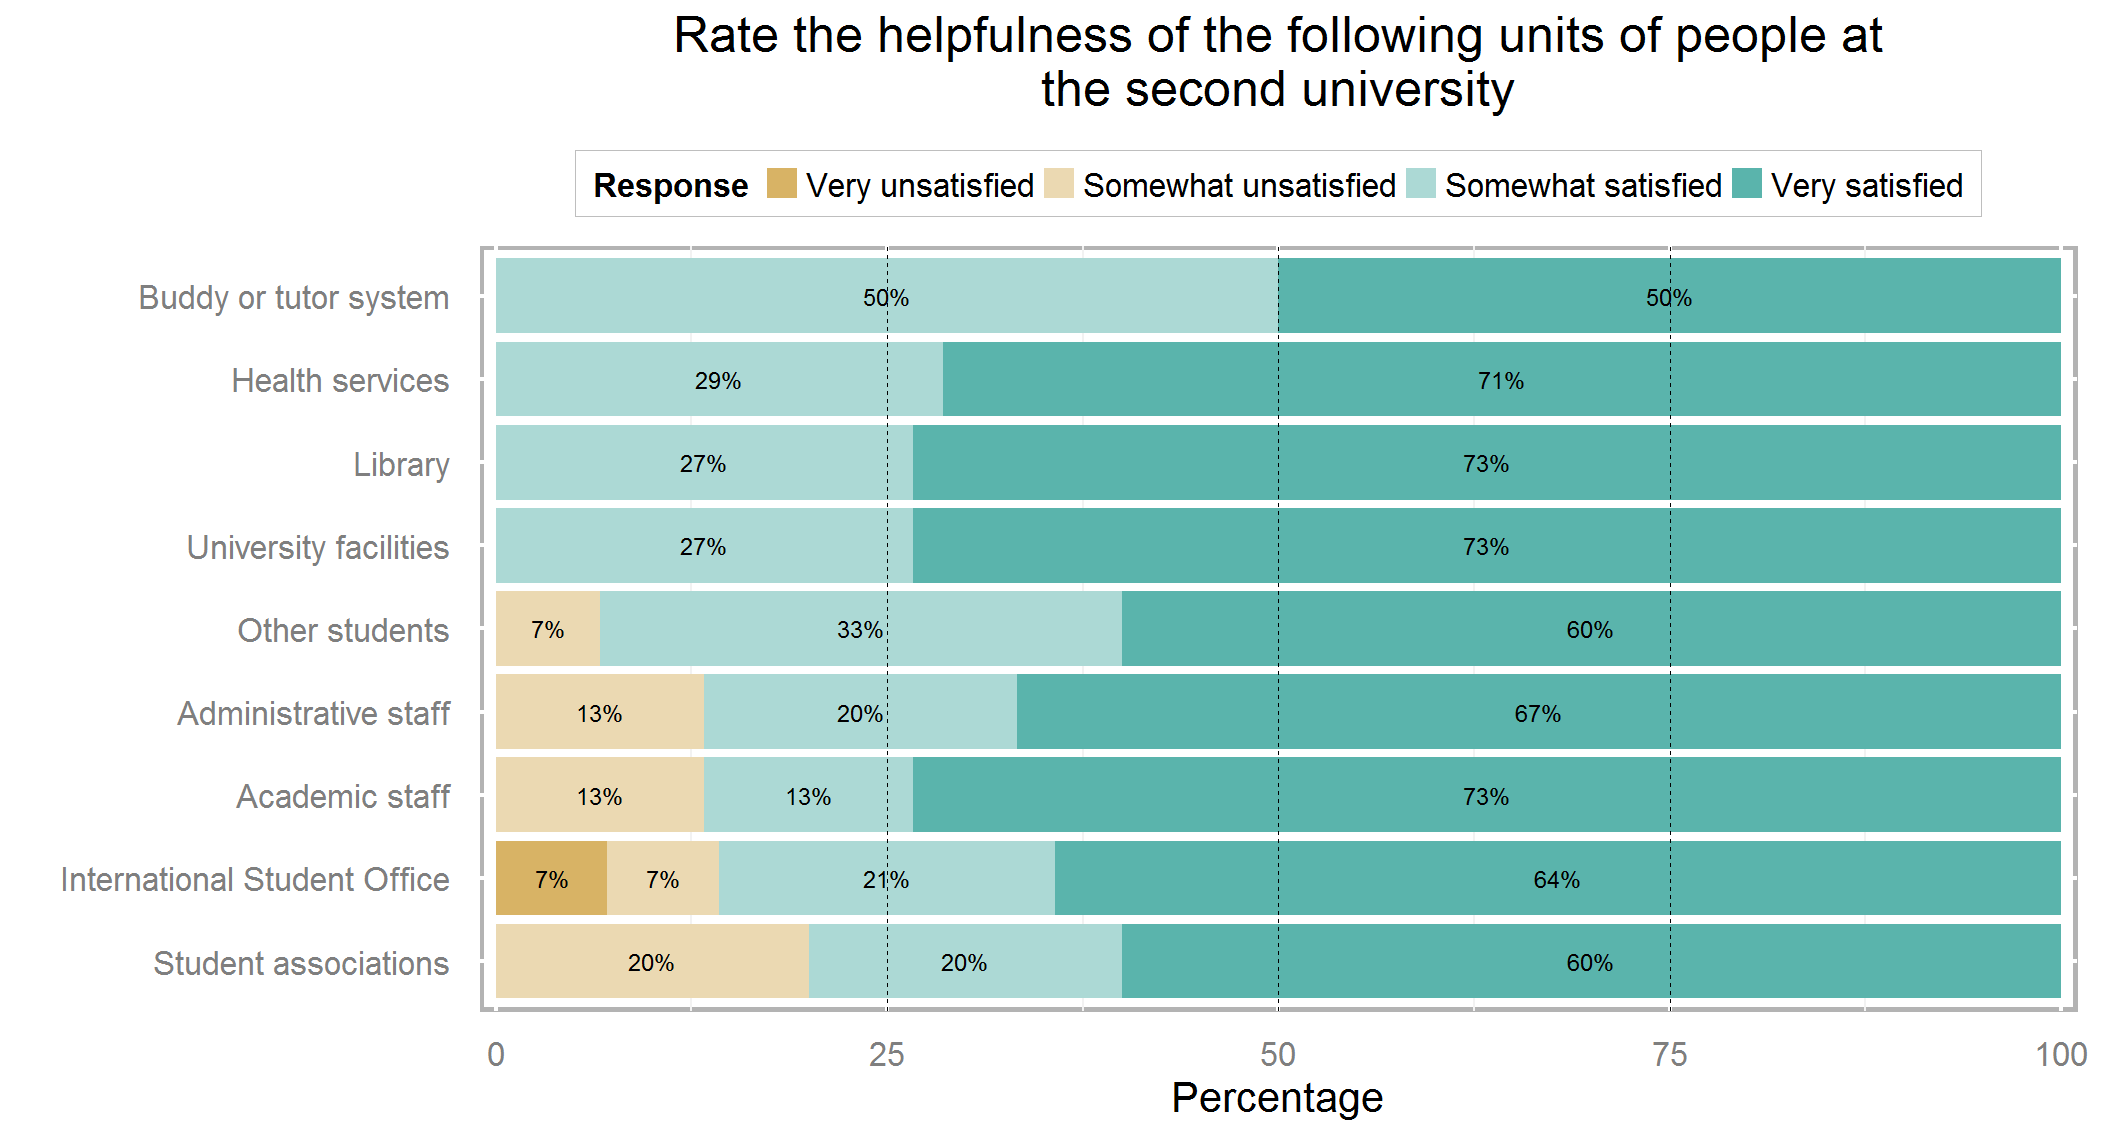 Rate the helpfulness of the following units of people at
the second university
Response Very unsatisfied Somewhat unsatisfied Somewhat satisfied Very satisfied
Buddy or tutor system 50% 50%
Health services 29% 71%
Library 27% 73%
University facilities 27% 73%
Other students 7% 33% 60%
Administrative staff 13% 20% 67%
Academic staff 13% 13% 73%
International Student Office 7% 7% 21% 64%
Student associations 20% 20% 60%
0 25 50 75 100
Percentage